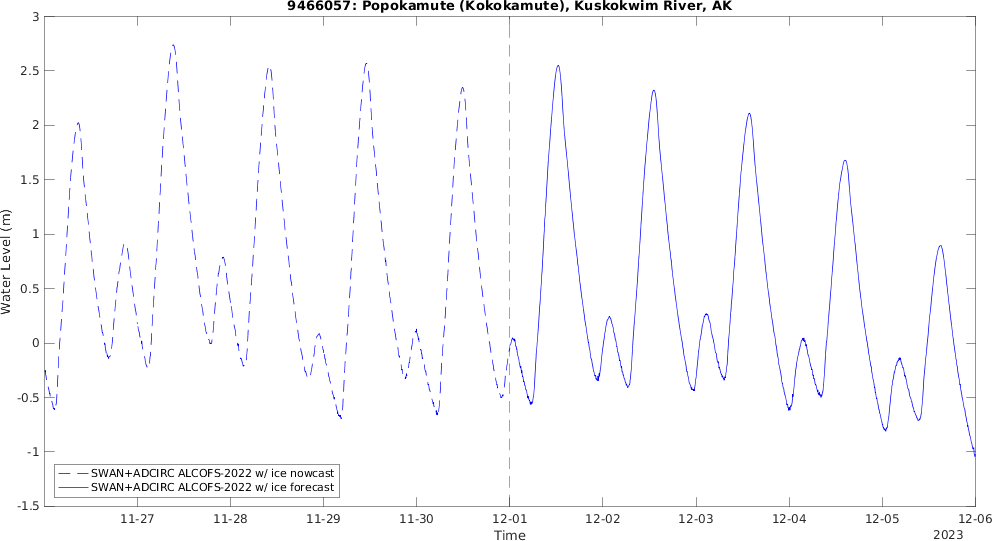 9466057: Popokamute (Kokokamute), Kuskokwim River, AK
3
2.5
2
1.5
1
0.5
0
-0.5
-1
-1.5
Water Level (m)
SWAN+ADCIRC ALCOFS-2022 w/ ice nowcast
SWAN+ADCIRC ALCOFS-2022 w/ ice forecast
11-27 11-28 11-29 11-30 12-01 12-02 12-03 12-04 12-05 12-06
Time
2023